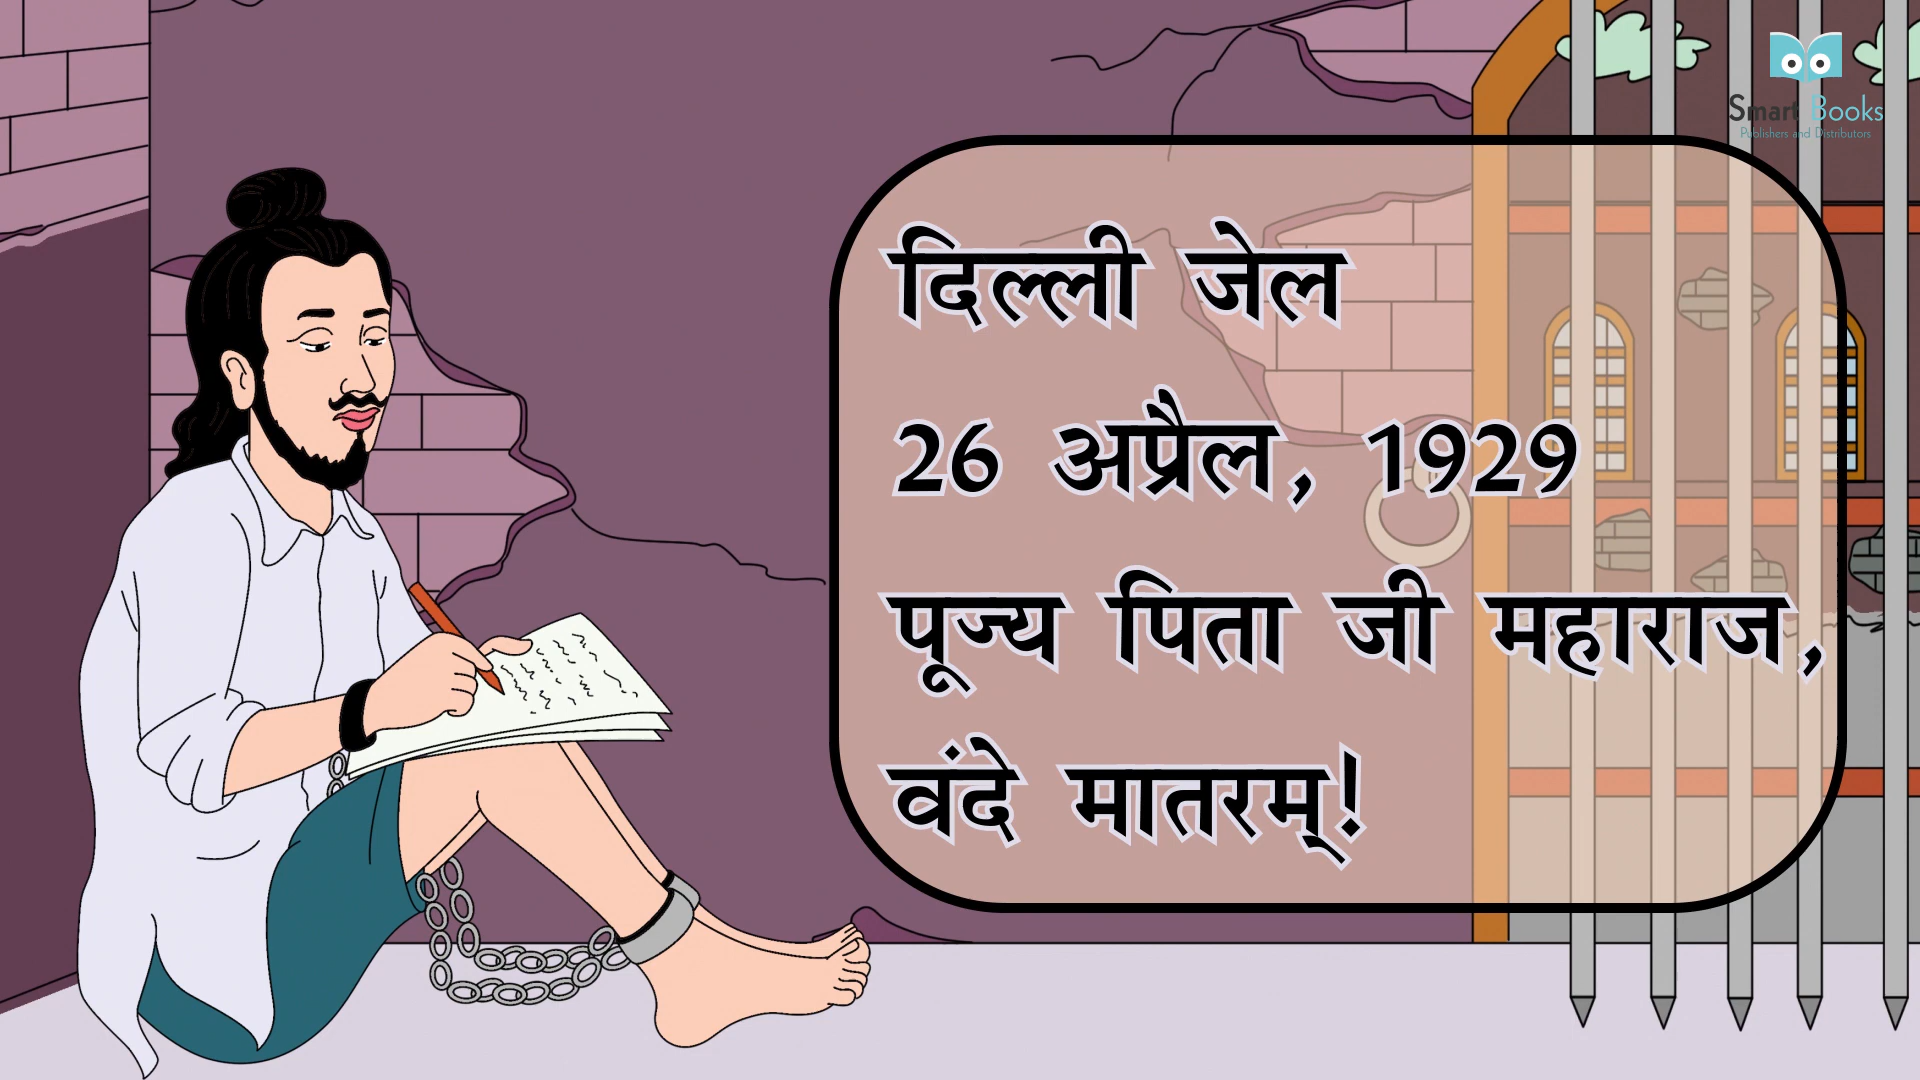 Smart Books
Publishers and Distributors
दिल्ली जेल
26 अप्रैल, 1929
पूज्य पिता जी महाराज,
वंदे मातरम्!